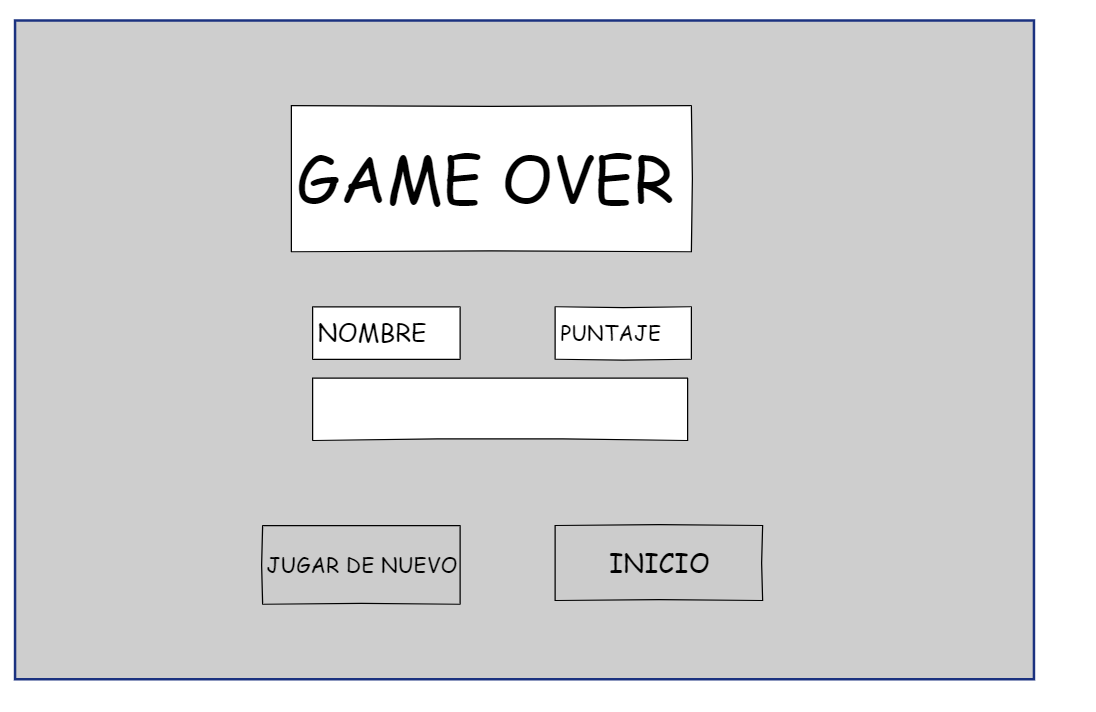 GAME OVER
NOMBRE
PUNTAJE
JUGAR DE NUEVO
INICIO